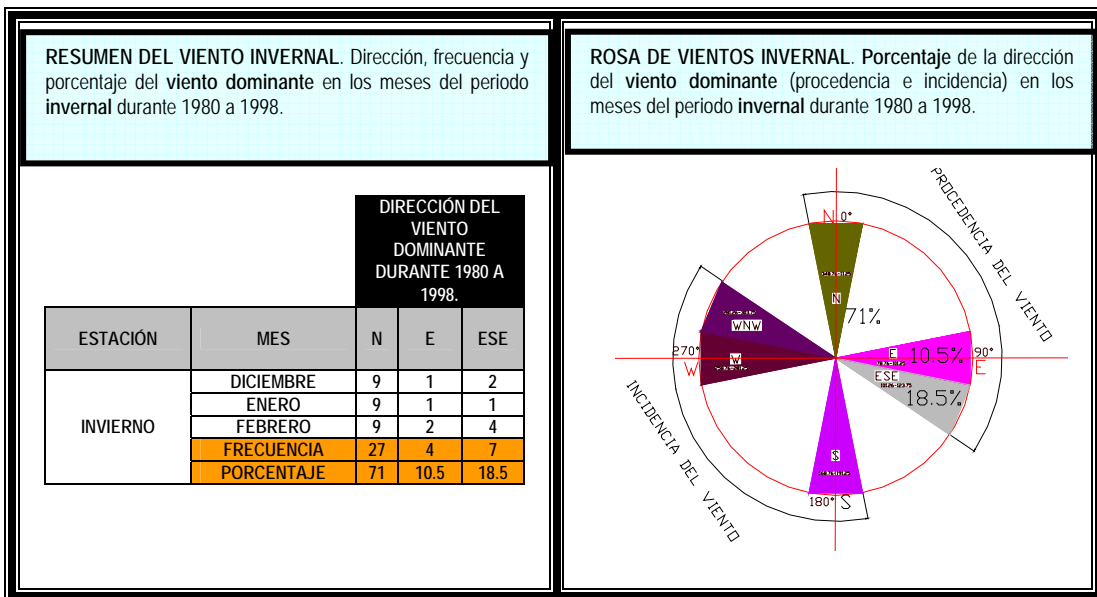 RESUMEN DEL VIENTO INVERNAL. Dirección, frecuencia y
porcentaje del viento dominante en los meses del periodo
invernal durante 1980 a 1998.
DIRECCIÓN DEL
VIENTO
DOMINANTE
DURANTE 1980 A
1998.
ESTACIÓN MES N E ESE
INVIERNO
DICIEMBRE 9 1 2
ENERO 9 1 1
FEBRERO 9 2 4
FRECUENCIA 27 4 7
PORCENTAJE 71 10.5 18.5
ROSA DE VIENTOS INVERNAL. Porcentaje de la dirección
del viento dominante (procedencia e incidencia) en los
meses del periodo invernal durante 1980 a 1998.
PROCEDENCIA DEL VIENTO
N 0°
N
71%
WNW
270°
W
W
E 10.5% 90°
E
ESE
18.5%
S
180° S
INCIDENCIA DEL VIENTO